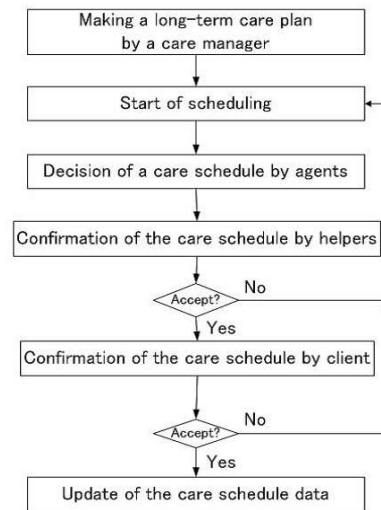 Making a long-term care plan
by a care manager
Start of scheduling
Decision of a care schedule by agents
Confirmation of the care schedule by helpers
Accept?
No
Yes
Confirmation of the care schedule by client
Accept?
No
Yes
Update of the care schedule data